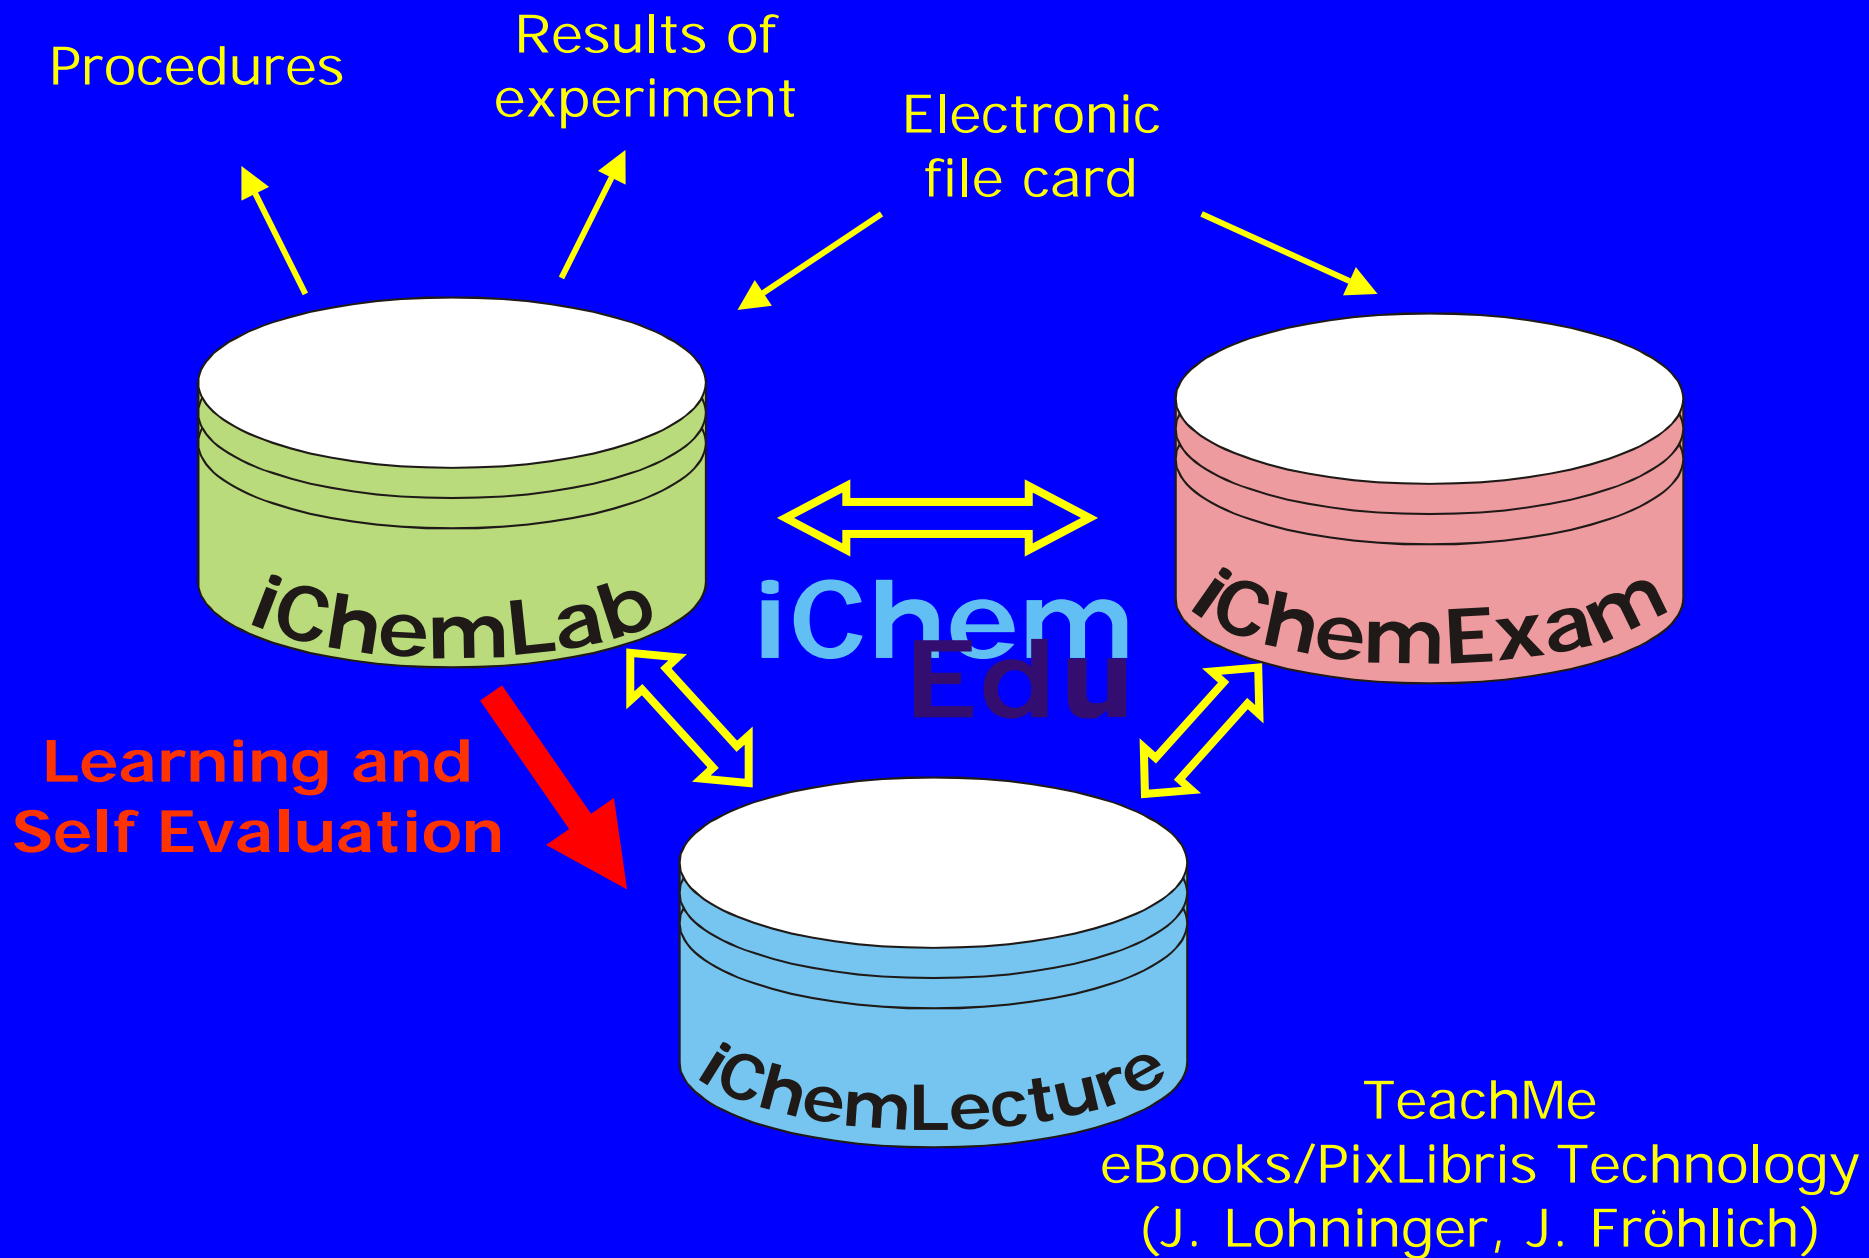 Procedures
Results of
experiment
Electronic
file card
iChemLab
iChem
Edu
iChemExam
Learning and
Self Evaluation
iChemLecture
TeachMe
eBooks/PixLibris Technology
(J. Lohninger, J. Fröhlich)